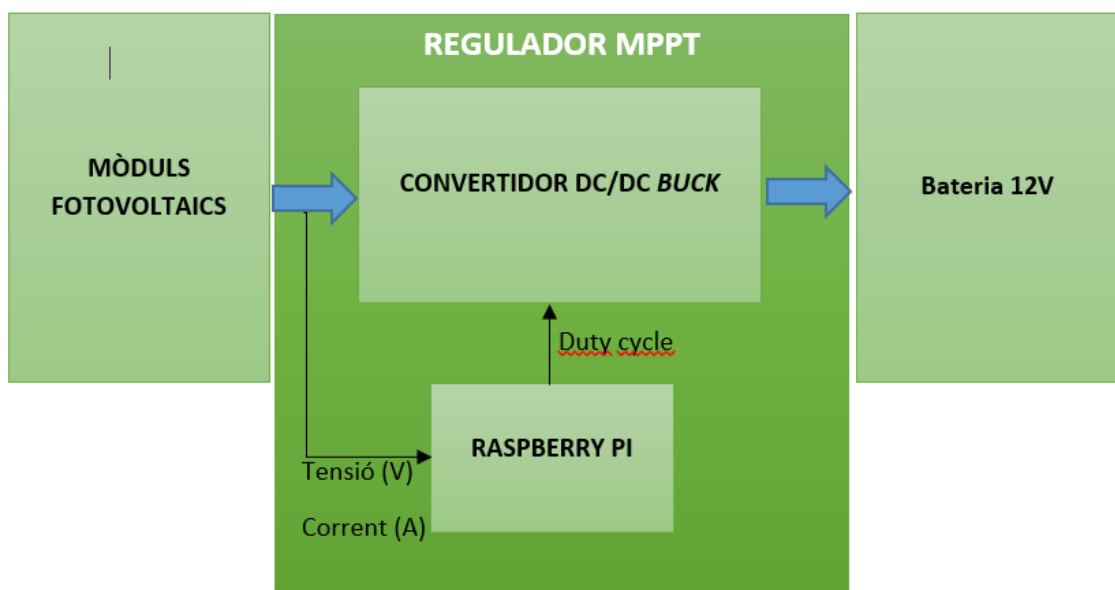 REGULADOR MPPT
MÒDULS
FOTOVOLTAICS
CONVERTIDOR DC/DC BUCK
Bateria 12V
Duty cycle
RASPBERRY PI
Tensió (V)
Corrent (A)